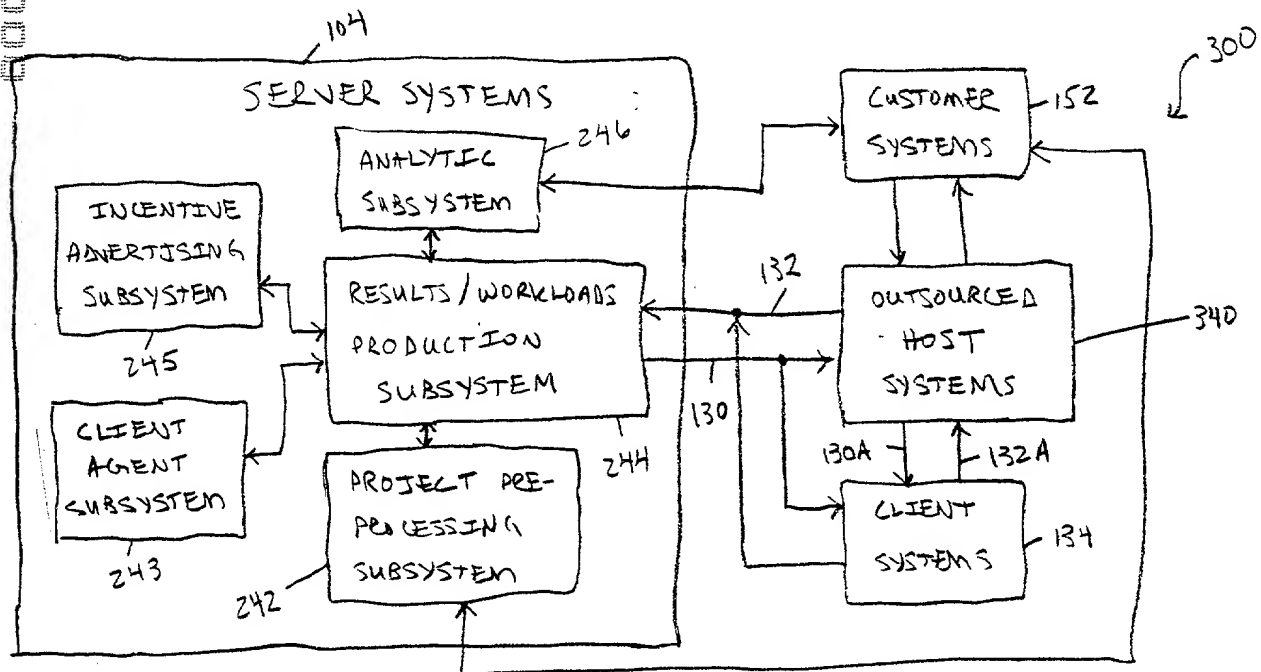 104
300
SERVER SYSTEMS
CUSTOMER
SYSTEMS
152
246
ANALYTIC
SUBSYSTEM
INCENTIVE
ADVERTISING
SUBSYSTEM
245
RESULTS/WORKLOADS
PRODUCTION
SUBSYSTEM
244
132
130
OUTSOURCED
HOST
SYSTEMS
340
CLIENT
AGENT
SUBSYSTEM
243
PROJECT PRE-
PROCESSING
SUBSYSTEM
242
130A
132A
CLIENT
SYSTEMS
134